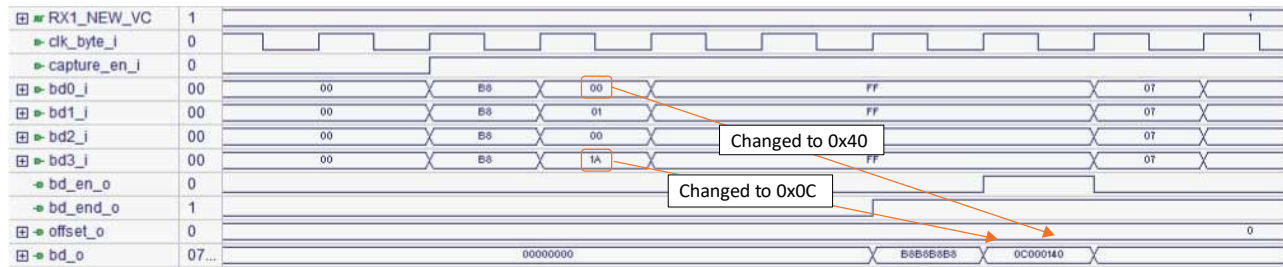 RX1_NEW_VC 1 1
clk_byte_i 0
capture_en_i 0
bd0_i 00 00 B8 00 FF 07
bd1_i 00 00 B8 01 FF 07
bd2_i 00 00 B8 00 FF 07
Changed to 0x40
bd3_i 00 00 B8 1A FF 07
bd_en_o 0
Changed to 0x0C
bd_end_o 1
offset_o 0 0
bd_o 07... 00000000 B8B8B8B8 0C000140